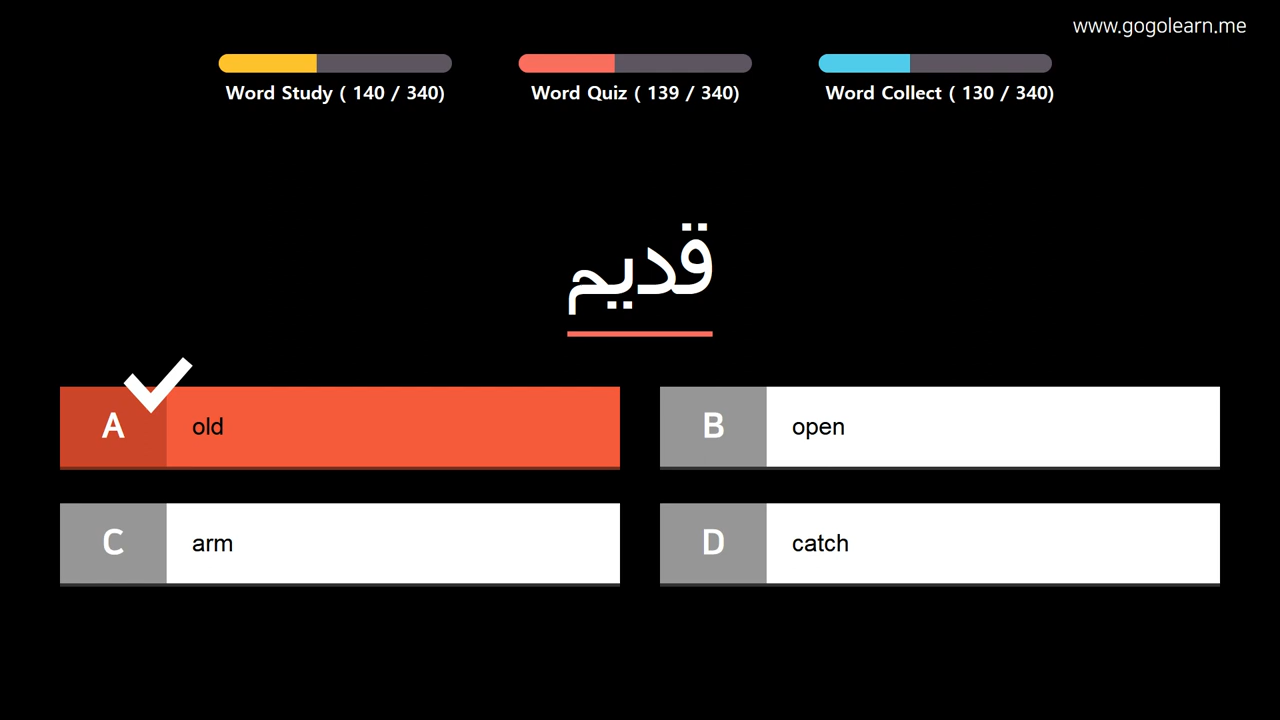 www.gogolearn.me
Word Study ( 140 / 340)
Word Quiz ( 139 / 340)
Word Collect ( 130 / 340)
قديم
A old
B open
C arm
D catch